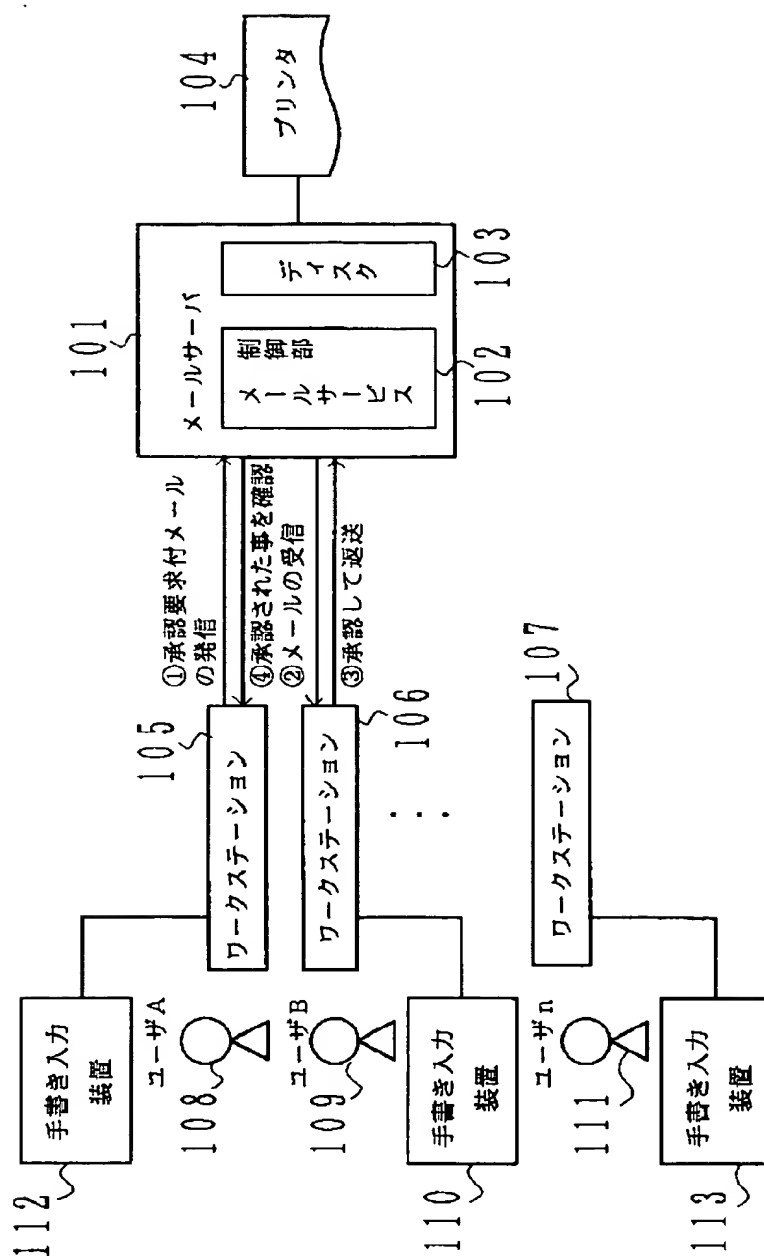 104
プリンタ
101
メールサーバ
ディスク
103
制御部
メールサービス
102
①承認要求付メール
の発信
④承認された事を確認
②メールの受信
③承認して返送
105
ワークステーション
106
ワークステーション
107
ワークステーション
112
手書き入力
装置
ユーザA
108
ユーザB
109
手書き入力
装置
110
ユーザn
111
手書き入力
装置
113